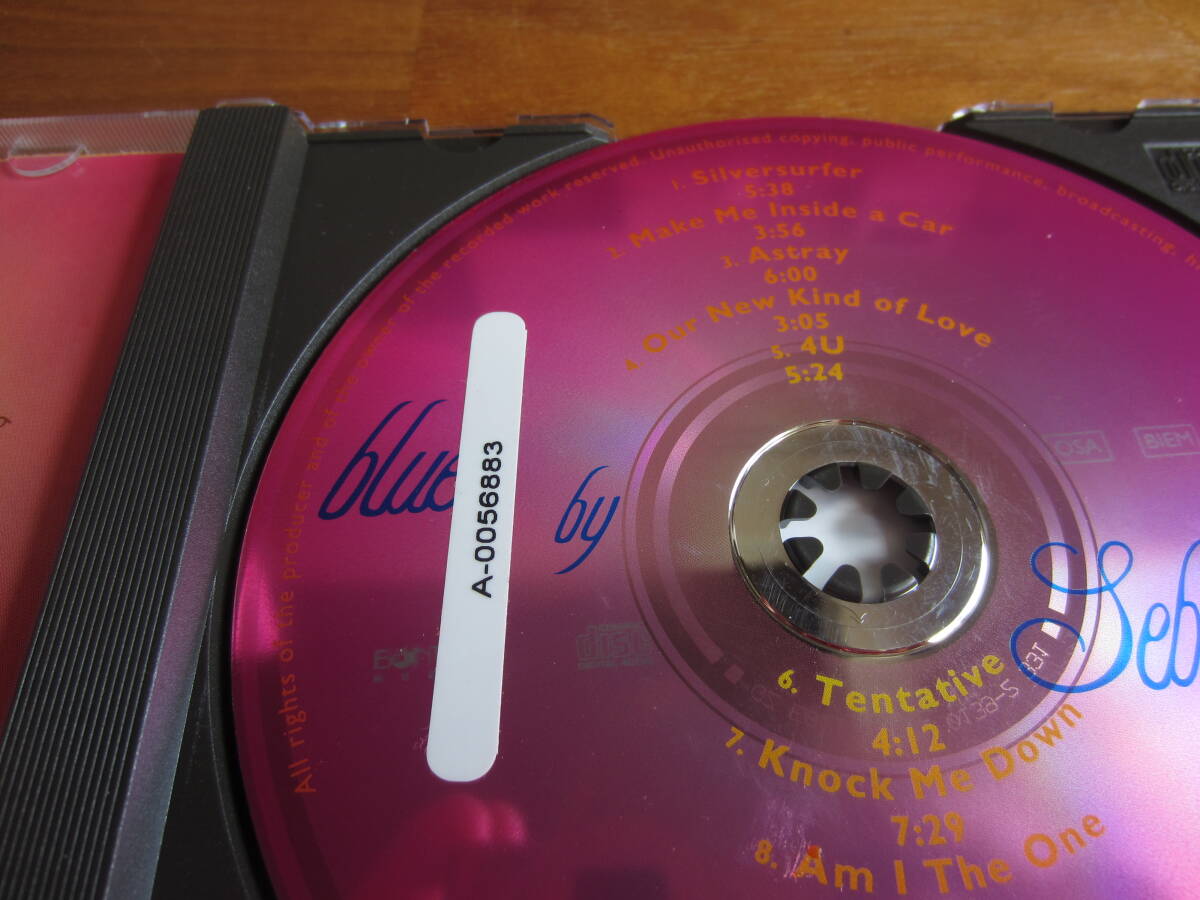 All rights of the producer and of the owner of the recorded work reserved. Unauthorised copying, public performance, broadcasting,
1. Silversurfer
5:38
2. Make Me Inside a Car
3:56
3. Astray
6:00
4. Our New Kind of Love
3:05
5. 4U
5:24
blue
by
Seb
A-0056883
OSA
BIEM
6. Tentative
4:12
7. Knock Me Down
7:29
8. Am I The One